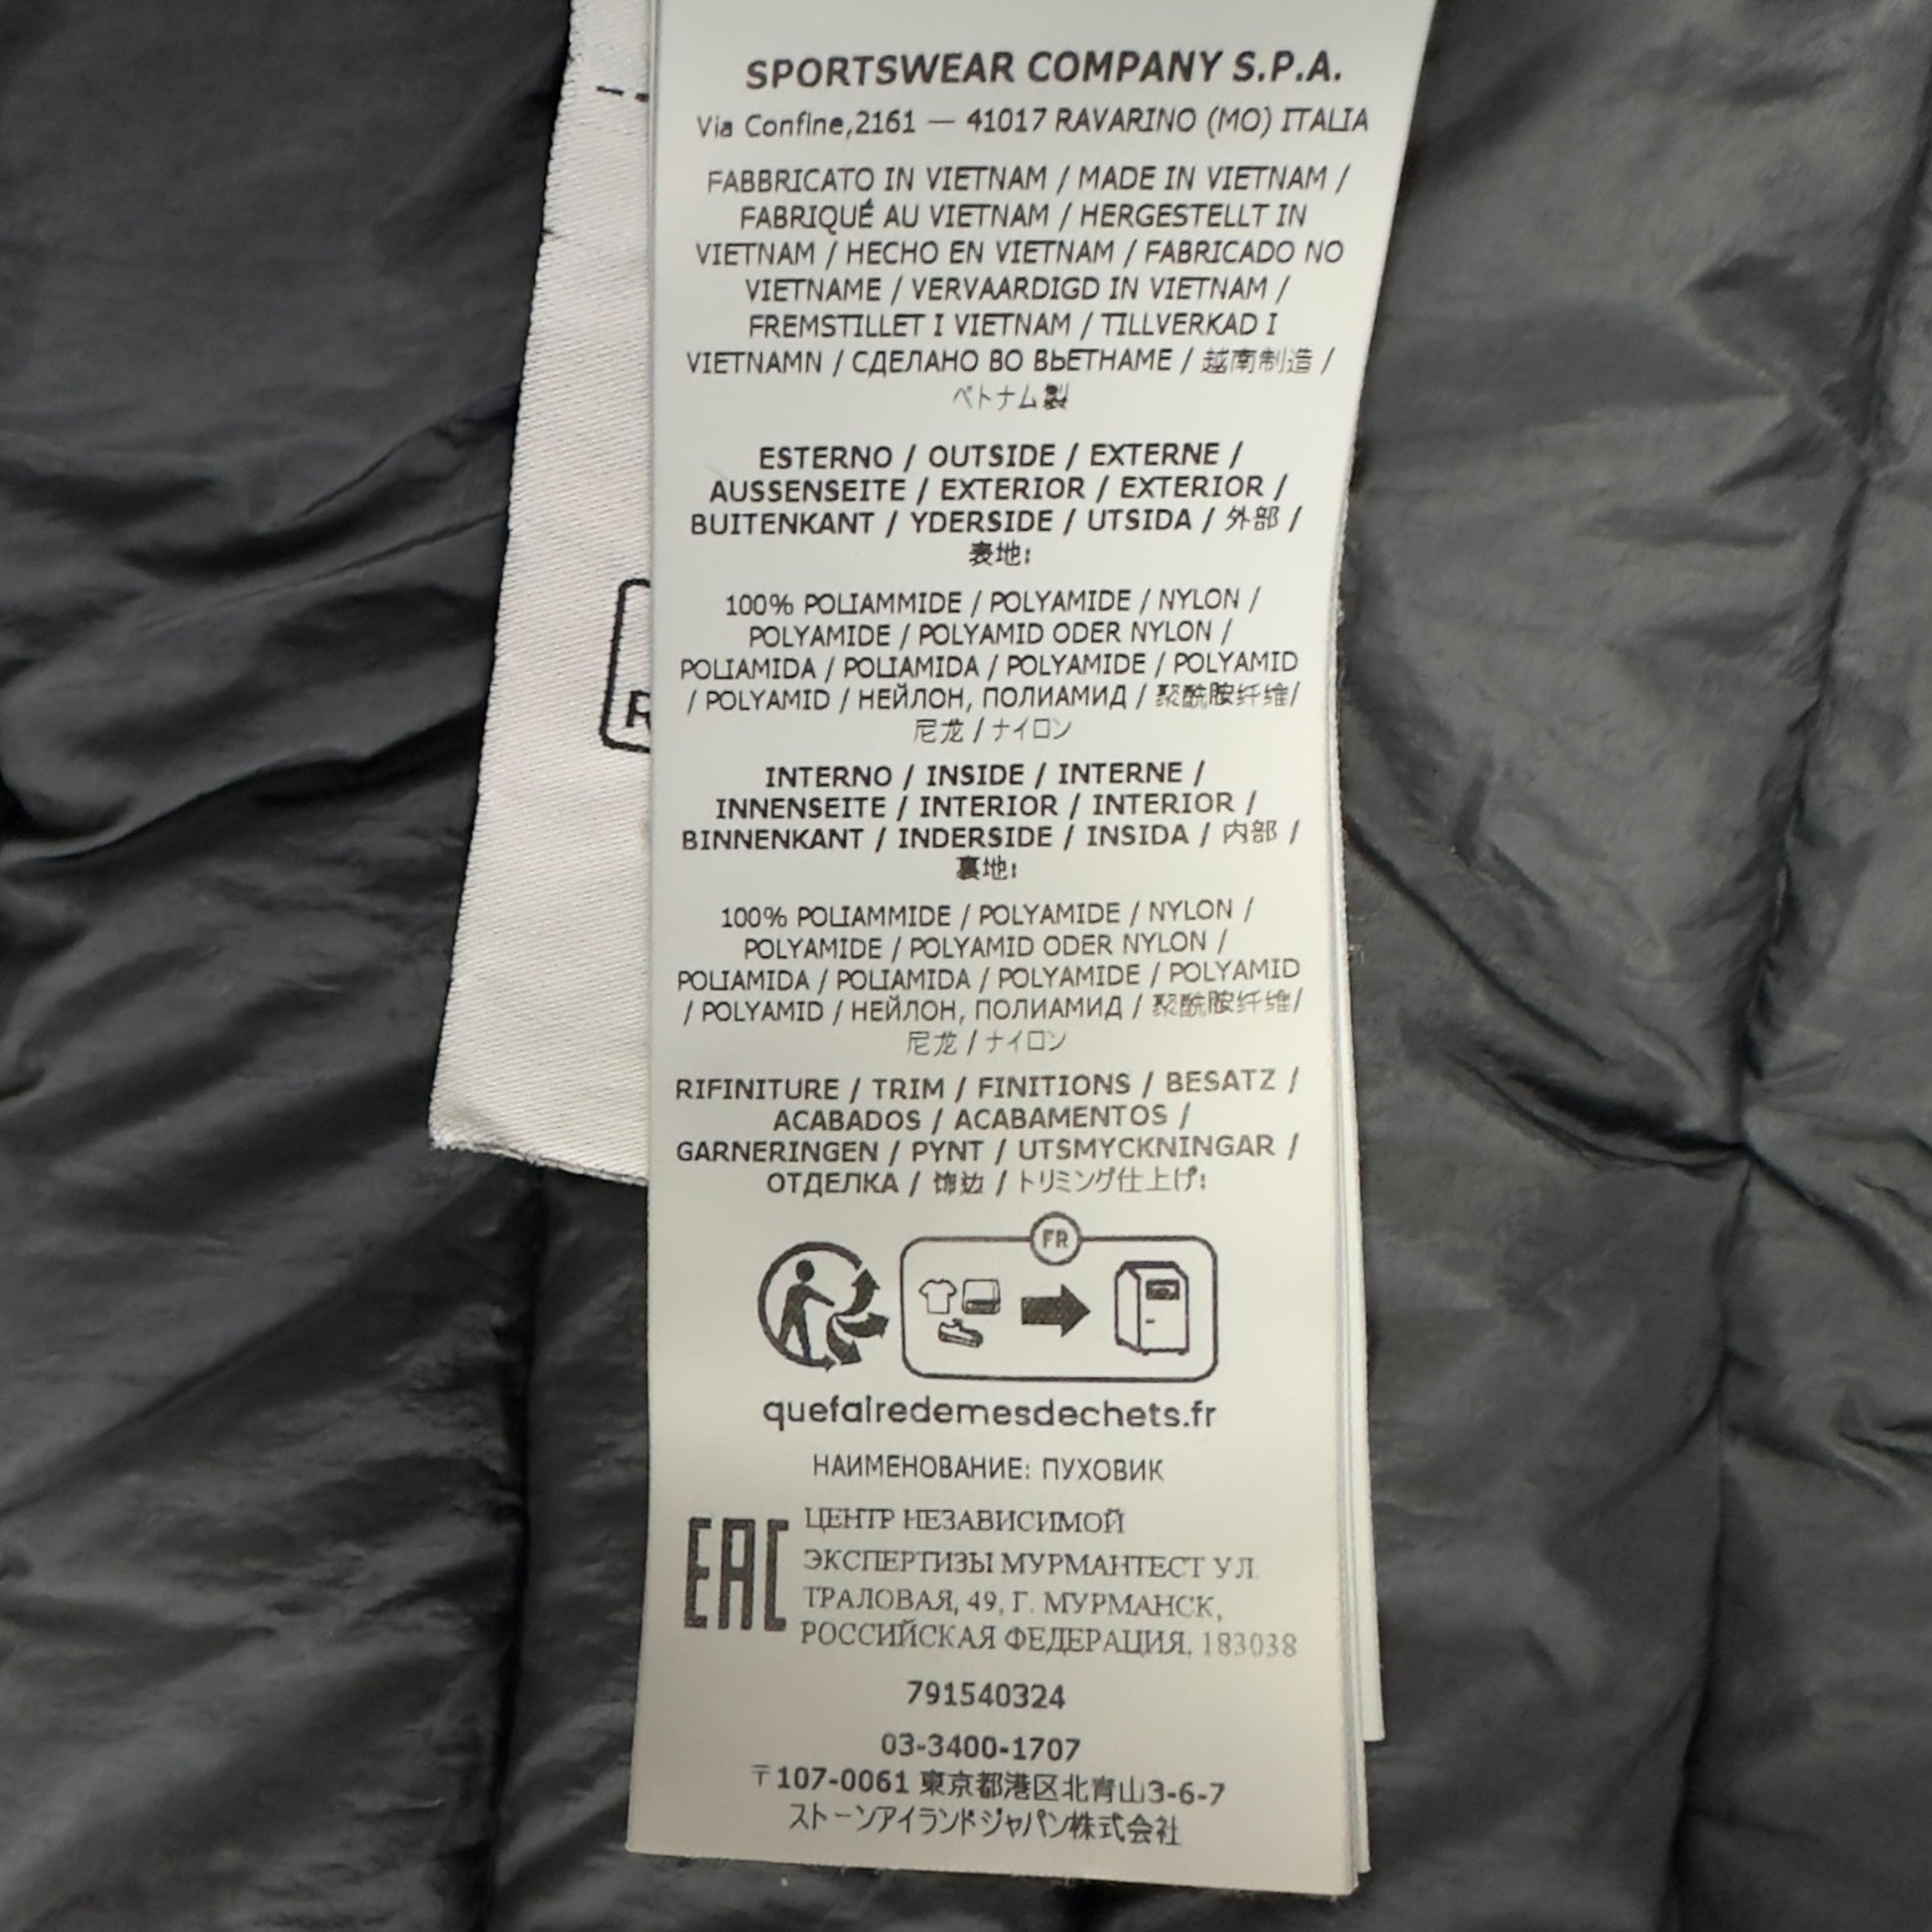 SPORTSWEAR COMPANY S.P.A.
Via Confine,2161 — 41017 RAVARINO (MO) ITALIA
FABBRICATO IN VIETNAM / MADE IN VIETNAM /
FABRIQUÉ AU VIETNAM / HERGESTELLT IN
VIETNAM / HECHO EN VIETNAM / FABRICADO NO
VIETNAME / VERVAARDIGD IN VIETNAM /
FREMSTILLET I VIETNAM / TILLVERKAD I
VIETNAMN / СДЕЛАНО ВО ВЬЕТНАМЕ / 越南制造 /
ベトナム製
ESTERNO / OUTSIDE / EXTERNE /
AUSSENSEITE / EXTERIOR / EXTERIOR /
BUITENKANT / YDERSIDE / UTSIDA / 外部 /
表地:
100% POLIAMMIDE / POLYAMIDE / NYLON /
POLYAMIDE / POLYAMID ODER NYLON /
POLIAMIDA / POLIAMIDA / POLYAMIDE / POLYAMID
/ POLYAMID / НЕЙЛОН, ПОЛИАМИД / 聚酰胺纤维/
尼龙 / ナイロン
INTERNO / INSIDE / INTERNE /
INNENSEITE / INTERIOR / INTERIOR /
BINNENKANT / INDERSIDE / INSIDA / 内部 /
裏地:
100% POLIAMMIDE / POLYAMIDE / NYLON /
POLYAMIDE / POLYAMID ODER NYLON /
POLIAMIDA / POLIAMIDA / POLYAMIDE / POLYAMID
/ POLYAMID / НЕЙЛОН, ПОЛИАМИД / 聚酰胺纤维/
尼龙 / ナイロン
RIFINITURE / TRIM / FINITIONS / BESATZ /
ACABADOS / ACABAMENTOS /
GARNERINGEN / PYNT / UTSMYCKNINGAR /
ОТДЕЛКА / 饰边 / トリミング仕上げ:
FR
quefairedemesdechets.fr
НАИМЕНОВАНИЕ: ПУХОВИК
EAC
ЦЕНТР НЕЗАВИСИМОЙ
ЭКСПЕРТИЗЫ МУРМАНТЕСТ УЛ.
ТРАЛОВАЯ, 49, Г. МУРМАНСК,
РОССИЙСКАЯ ФЕДЕРАЦИЯ, 183038
791540324
03-3400-1707
〒107-0061 東京都港区北青山3-6-7
ストーンアイランドジャパン株式会社